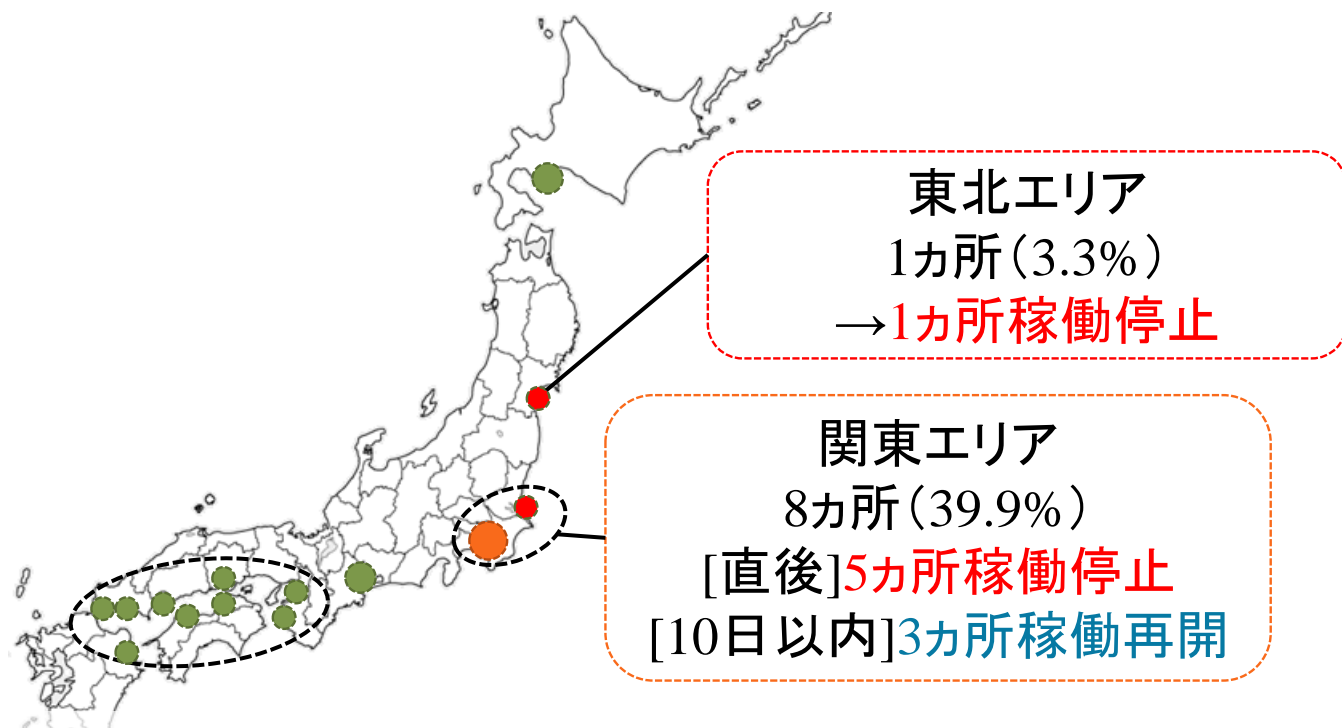 東北エリア
1ヵ所（3.3%）
→1ヵ所稼働停止
関東エリア
8ヵ所（39.9%）
[直後]5ヵ所稼働停止
[10日以内]3ヵ所稼働再開